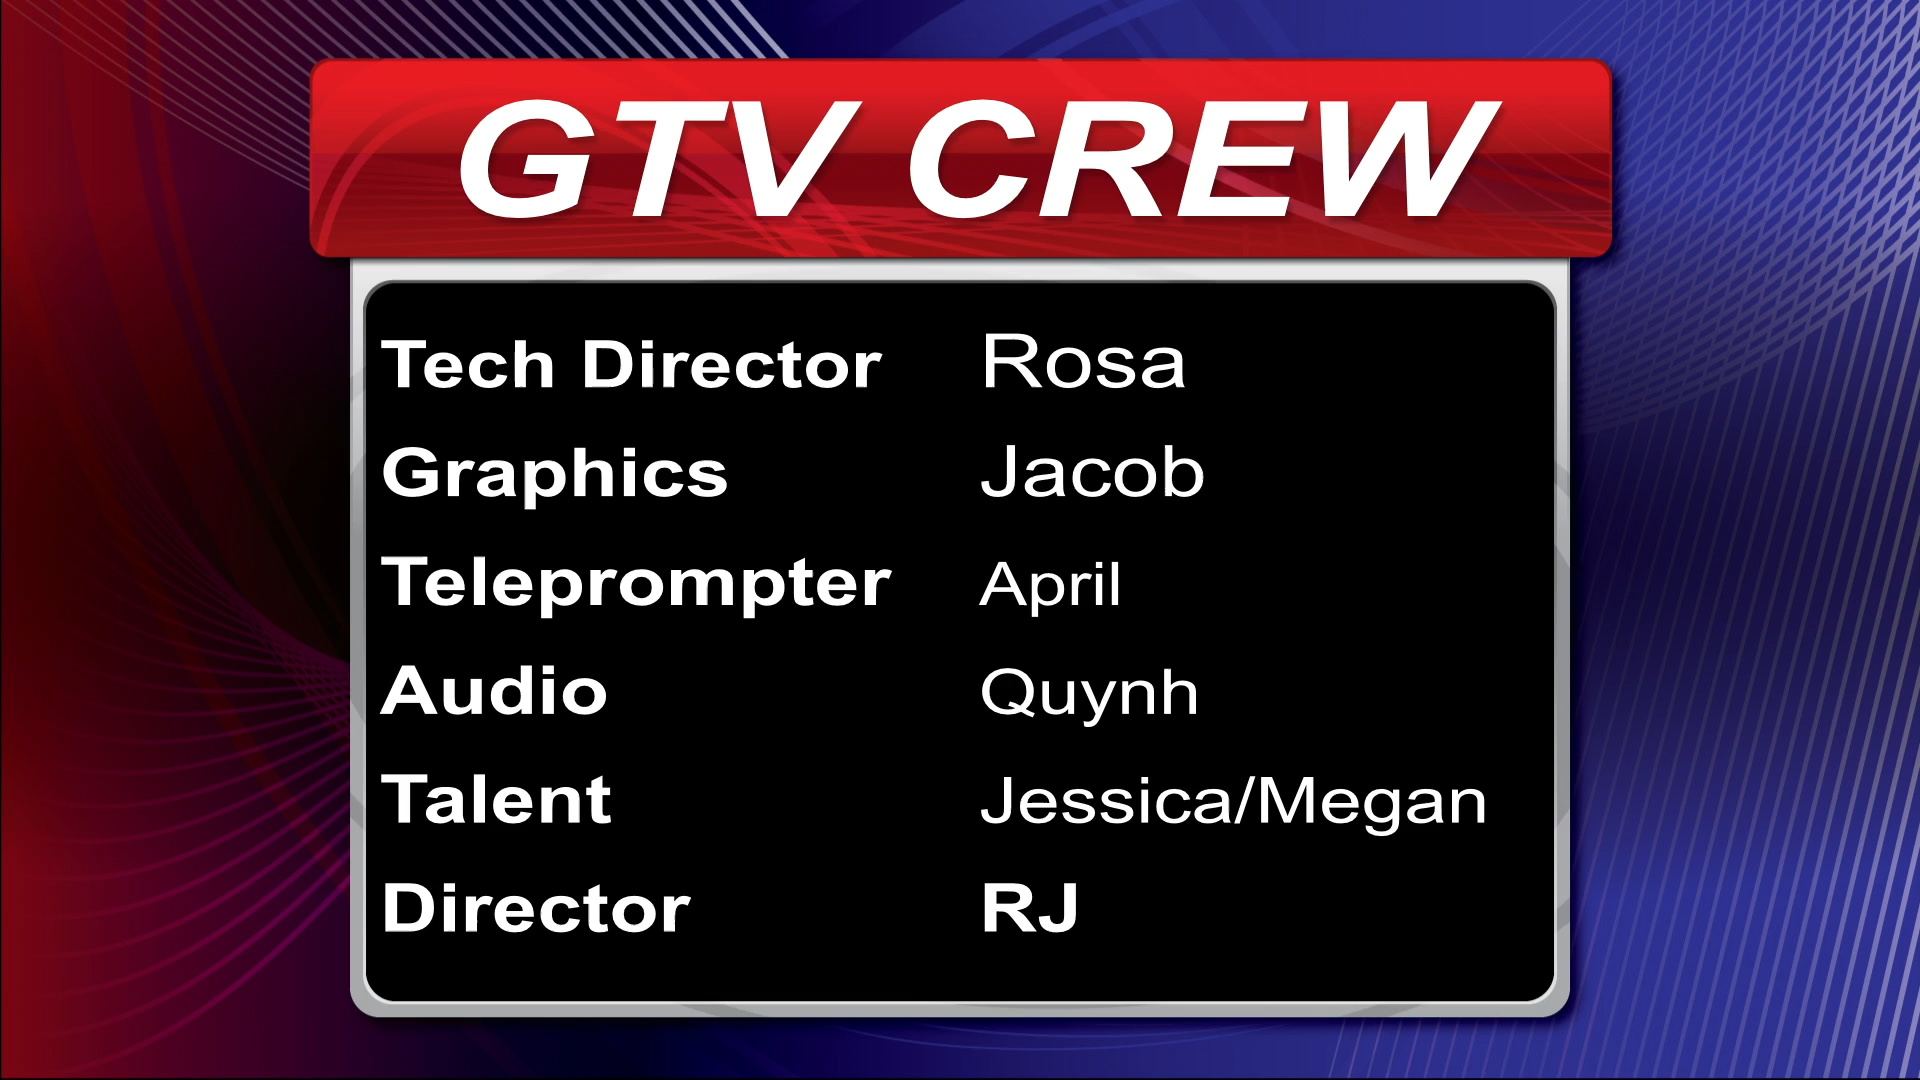 GTV CREW
Tech Director Rosa
Graphics Jacob
Teleprompter April
Audio Quynh
Talent Jessica/Megan
Director RJ